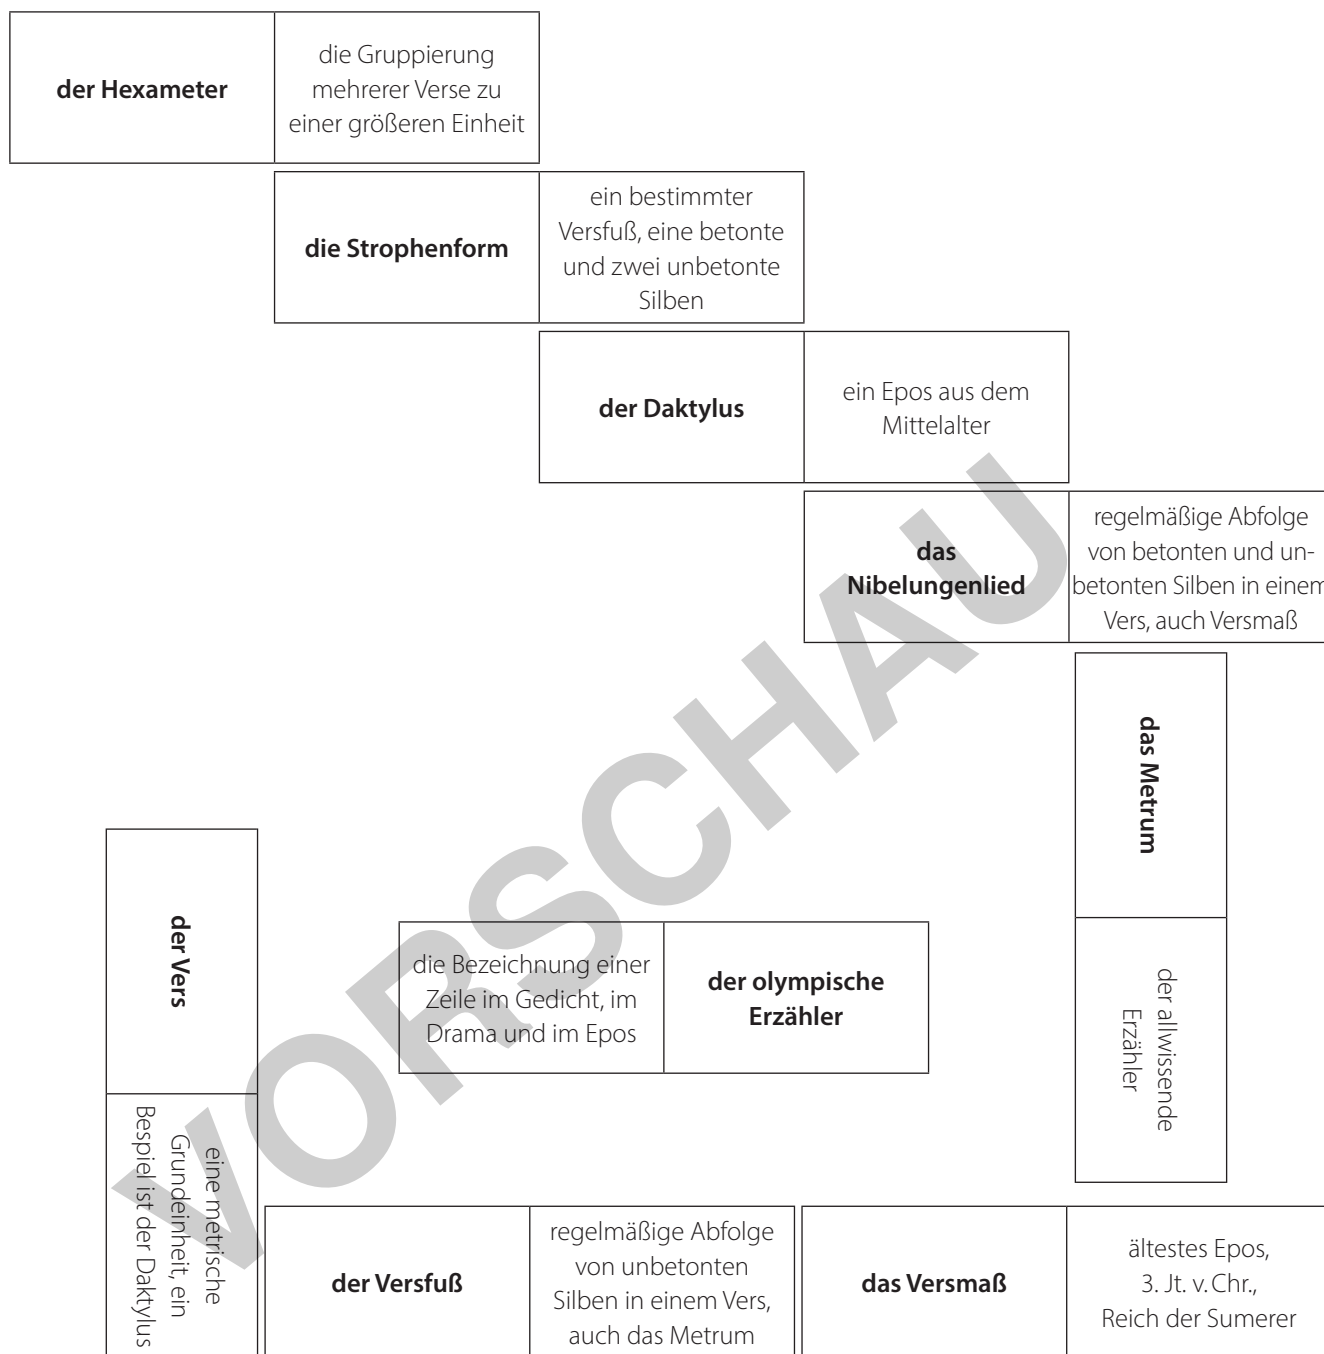 der Hexameter
die Gruppierung
mehrerer Verse zu
einer größeren Einheit
die Strophenform
ein bestimmter
Versfuß, eine betonte
und zwei unbetonte
Silben
der Daktylus
ein Epos aus dem
Mittelalter
das
Nibelungenlied
regelmäßige Abfolge
von betonten und un-
betonten Silben in einem
Vers, auch Versmaß
das Metrum
der allwissende
Erzähler
die Bezeichnung einer
Zeile im Gedicht, im
Drama und im Epos
der olympische
Erzähler
der Vers
eine metrische
Grundeinheit, ein
Bespiel ist der Daktylus
der Versfuß
regelmäßige Abfolge
von unbetonten
Silben in einem Vers,
auch das Metrum
das Versmaß
ältestes Epos,
3. Jt. v. Chr.,
Reich der Sumerer
VORSCHAU